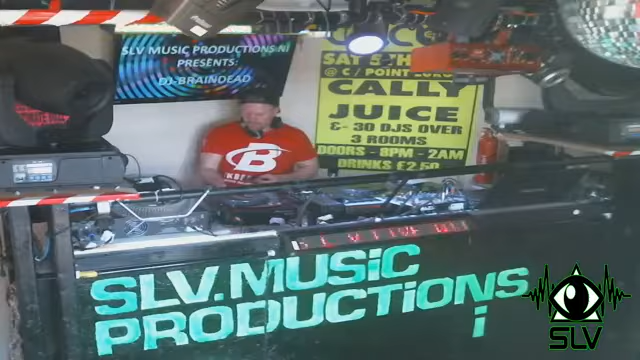 SLV MUSIC PRODUCTIONS NI
PRESENTS:
DJ-BRAINDEAD
SAT 5TH
@ C/POINT
CALLY
JUICE
&- 30 DJS OVER
3 ROOMS
DOORS - 8PM - 2AM
DRINKS £2.50
B
SLV.MUSiC
PRODUCTiONS
i
SLV